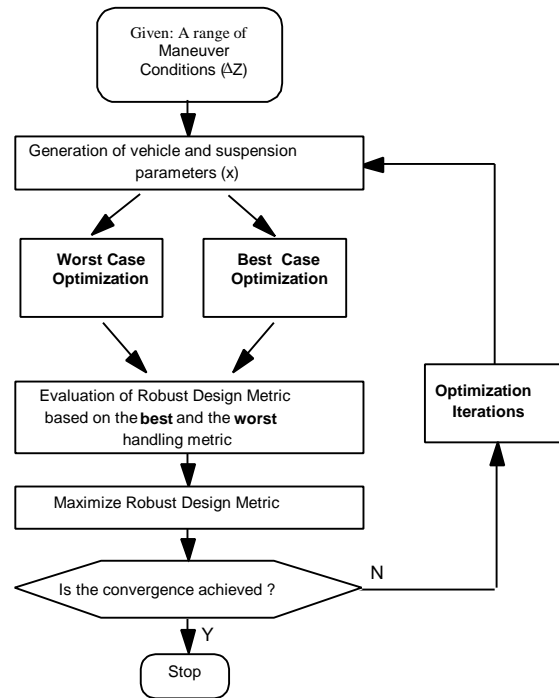 Given: A range of
Maneuver
Conditions (ΔZ)
Generation of vehicle and suspension
parameters (x)
Worst Case
Optimization
Best Case
Optimization
Evaluation of Robust Design Metric
based on the best and the worst
handling metric
Optimization
Iterations
Maximize Robust Design Metric
Is the convergence achieved ?
N
Y
Stop